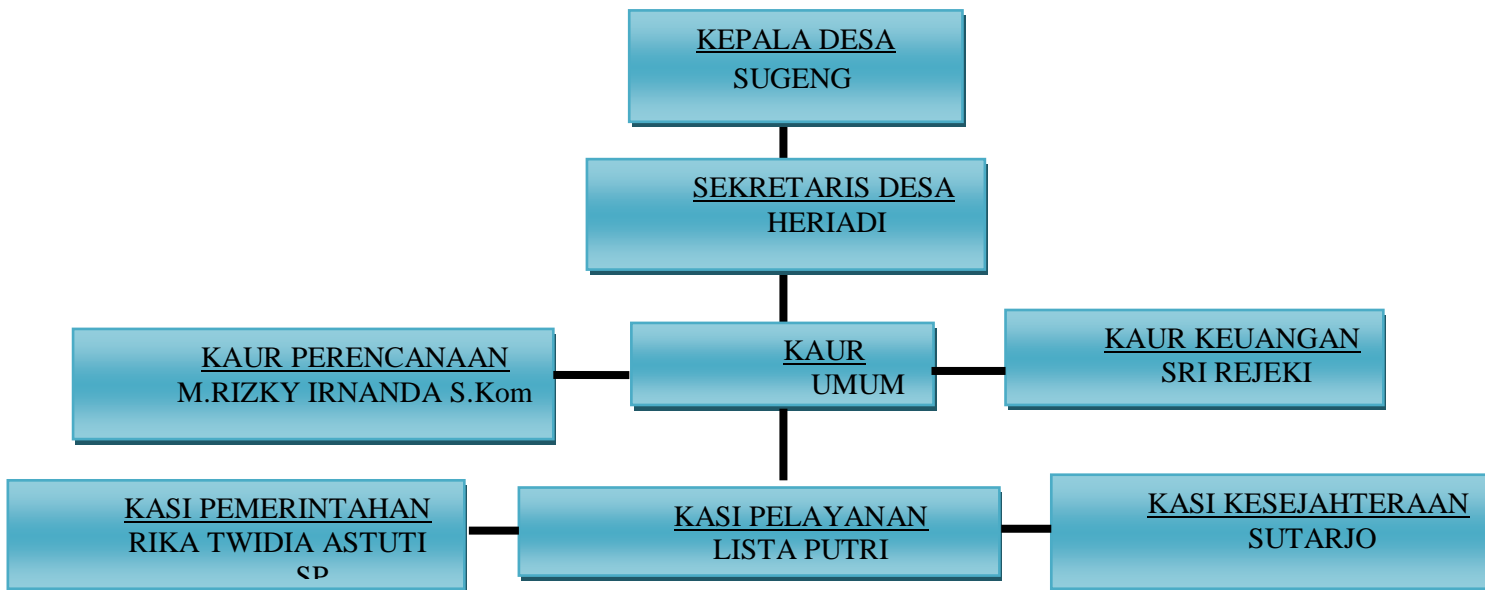 KEPALA DESA
SUGENG
SEKRETARIS DESA
HERIADI
KAUR PERENCANAAN
M.RIZKY IRNANDA S.Kom
KAUR
UMUM
KAUR KEUANGAN
SRI REJEKI
KASI PEMERINTAHAN
RIKA TWIDIA ASTUTI
SP
KASI PELAYANAN
LISTA PUTRI
KASI KESEJAHTERAAN
SUTARJO